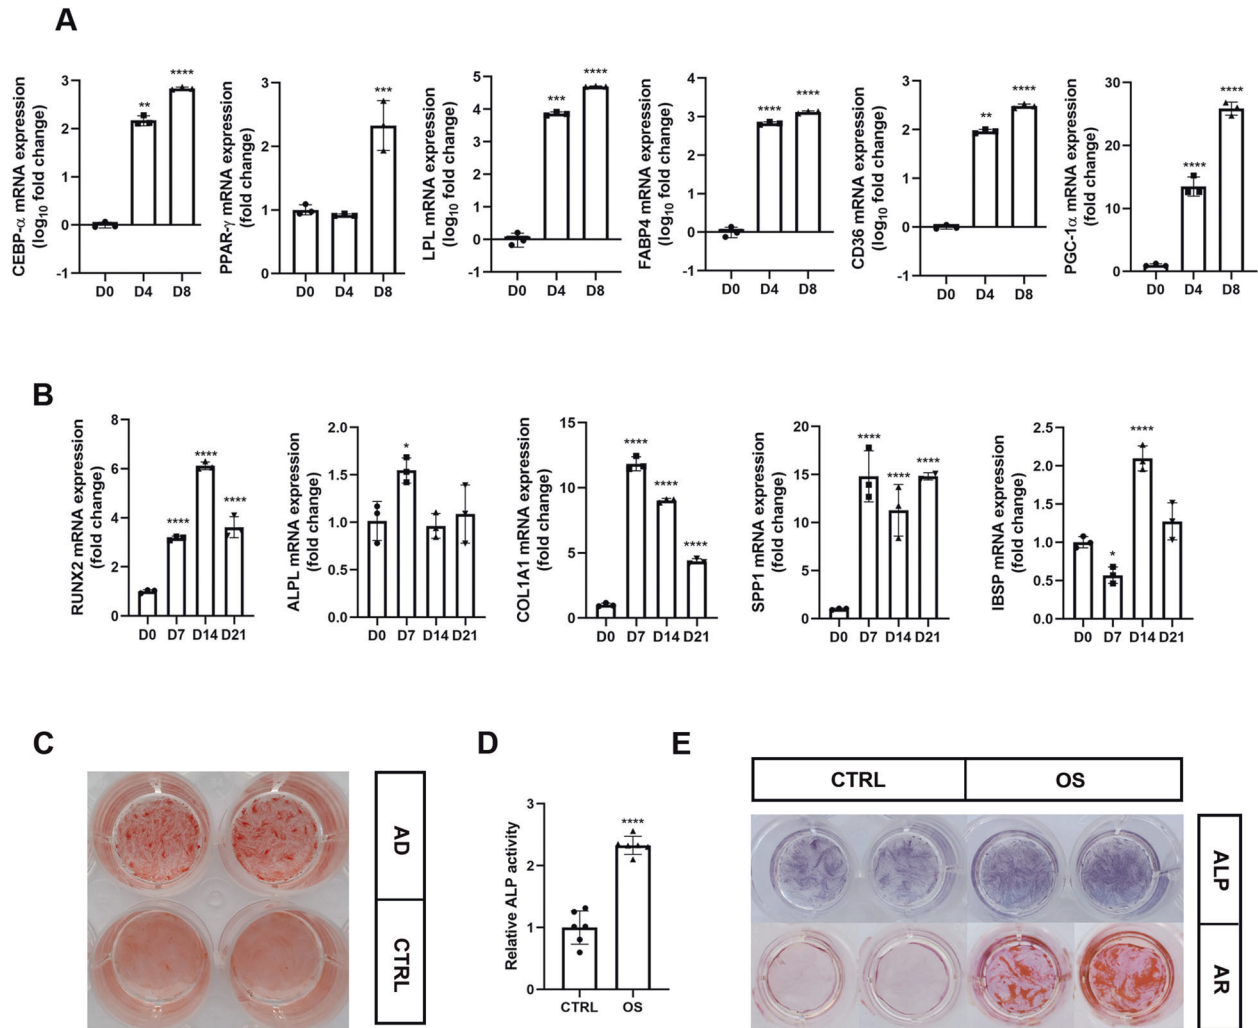 A
CEBP-α mRNA expression
(log10 fold change)
3
2
1
0
-1
**
****
D0 D4 D8
PPAR-γ mRNA expression
(fold change)
3
2
1
0
***
D0 D4 D8
LPL mRNA expression
(log10 fold change)
5
4
3
2
1
0
-1
***
****
D0 D4 D8
FABP4 mRNA expression
(log10 fold change)
4
3
2
1
0
-1
****
****
D0 D4 D8
CD36 mRNA expression
(log10 fold change)
3
2
1
0
-1
**
****
D0 D4 D8
PGC-1α mRNA expression
(fold change)
30
20
10
0
****
****
D0 D4 D8
B
RUNX2 mRNA expression
(fold change)
8
6
4
2
0
****
****
****
D0 D7 D14 D21
ALPL mRNA expression
(fold change)
2.0
1.5
1.0
0.5
0.0
*
D0 D7 D14 D21
COL1A1 mRNA expression
(fold change)
15
10
5
0
****
****
****
D0 D7 D14 D21
SPP1 mRNA expression
(fold change)
20
15
10
5
0
****
****
****
D0 D7 D14 D21
IBSP mRNA expression
(fold change)
2.5
2.0
1.5
1.0
0.5
0.0
*
****
D0 D7 D14 D21
C
AD
CTRL
D
Relative ALP activity
3
2
1
0
****
CTRL OS
E
CTRL OS
ALP
AR